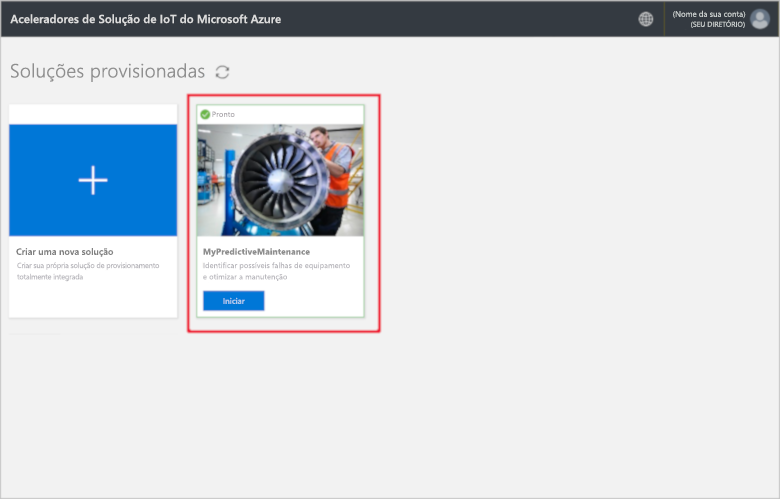 Aceleradores de Solução de IoT do Microsoft Azure
(Nome da sua conta)
(SEU DIRETÓRIO)
Soluções provisionadas
Pronto
Criar uma nova solução
Criar sua própria solução de provisionamento
totalmente integrada
MyPredictiveMaintenance
Identificar possíveis falhas de equipamento
e otimizar a manutenção
Iniciar